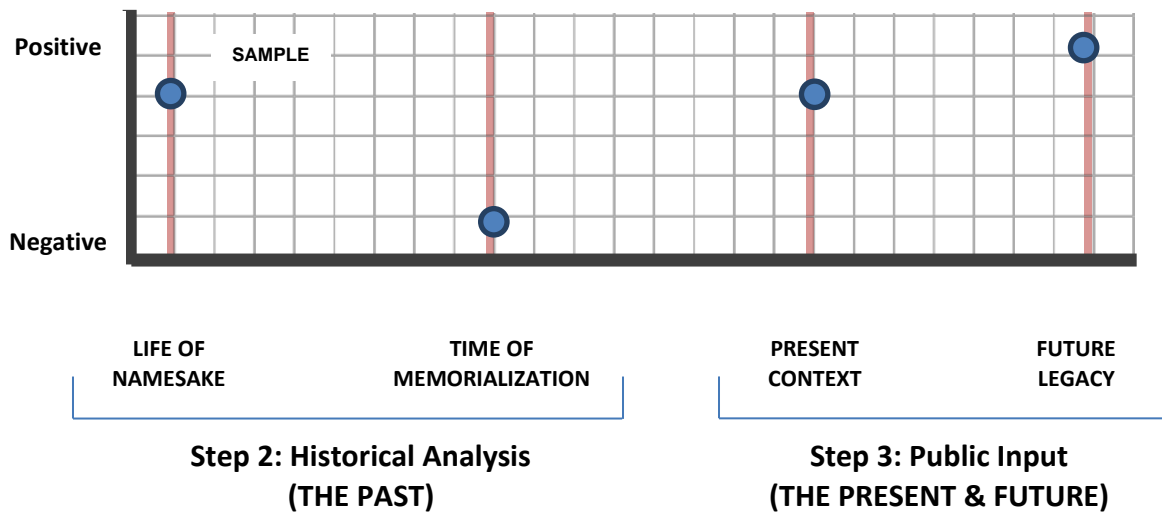 Positive
SAMPLE
Negative
LIFE OF
NAMESAKE
TIME OF
MEMORIALIZATION
PRESENT
CONTEXT
FUTURE
LEGACY
Step 2: Historical Analysis
(THE PAST)
Step 3: Public Input
(THE PRESENT & FUTURE)